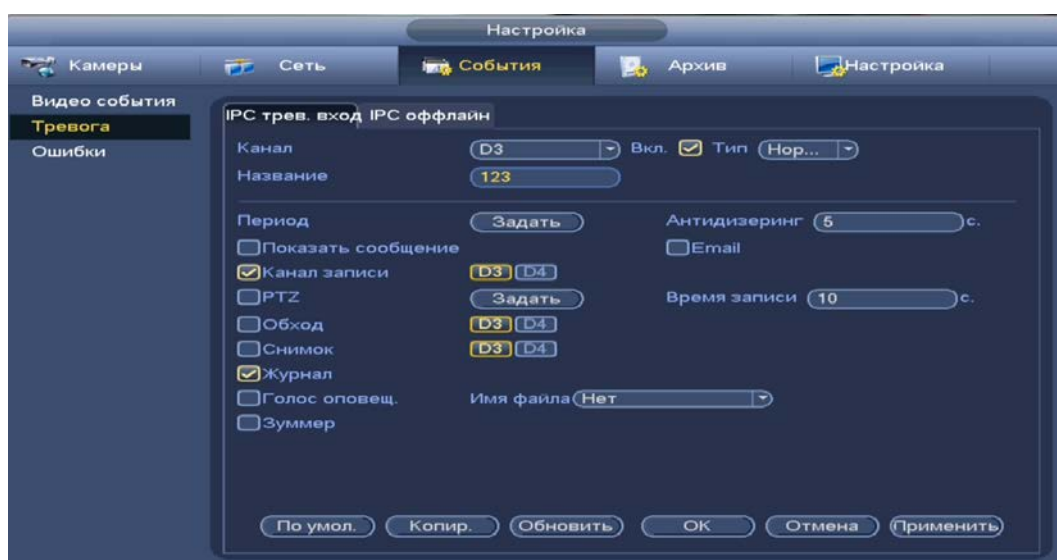 Настройка
Камеры Сеть События Архив Настройка
Видео события
Тревога
Ошибки
IPC трев. вход IPC оффлайн
Канал D3 Вкл. Тип Нор...
Название 123
Период Задать Антидизеринг 5 с.
Показать сообщение Email
Канал записи D3 D4
PTZ Задать Время записи 10 с.
Обход D3 D4
Снимок D3 D4
Журнал
Голос оповещ. Имя файла Нет
Зуммер
По умол. Копир. Обновить OK Отмена Применить